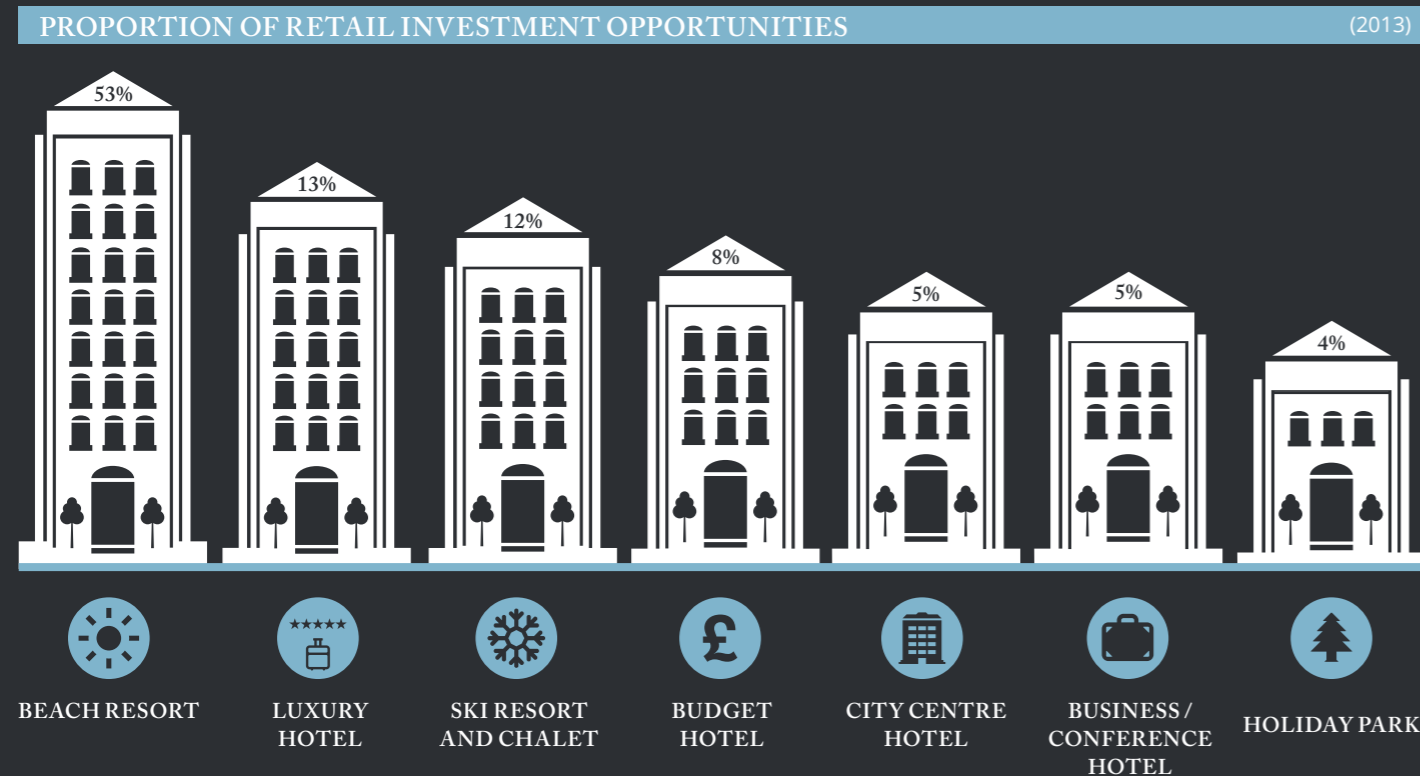 PROPORTION OF RETAIL INVESTMENT OPPORTUNITIES
(2013)
53%
13%
12%
8%
5%
5%
4%
£
BEACH RESORT
LUXURY
HOTEL
SKI RESORT
AND CHALET
BUDGET
HOTEL
CITY CENTRE
HOTEL
BUSINESS /
CONFERENCE
HOTEL
HOLIDAY PARK